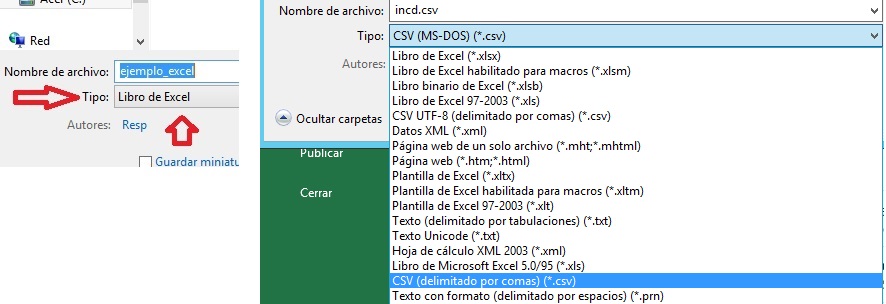 Acer (C:)
Red
Nombre de archivo: ejemplo_excel
Tipo: Libro de Excel
Autores: Resp
Guardar miniatu
Nombre de archivo: incd.csv
Tipo: CSV (MS-DOS) (*.csv)
Autores:
Libro de Excel (*.xlsx)
Libro de Excel habilitado para macros (*.xlsm)
Libro binario de Excel (*.xlsb)
Libro de Excel 97-2003 (*.xls)
CSV UTF-8 (delimitado por comas) (*.csv)
Datos XML (*.xml)
Página web de un solo archivo (*.mht;*.mhtml)
Página web (*.htm;*.html)
Plantilla de Excel (*.xltx)
Plantilla de Excel habilitada para macros (*.xltm)
Plantilla de Excel 97-2003 (*.xlt)
Texto (delimitado por tabulaciones) (*.txt)
Texto Unicode (*.txt)
Hoja de cálculo XML 2003 (*.xml)
Libro de Microsoft Excel 5.0/95 (*.xls)
CSV (delimitado por comas) (*.csv)
Texto con formato (delimitado por espacios) (*.prn)
Ocultar carpetas
Publicar
Cerrar